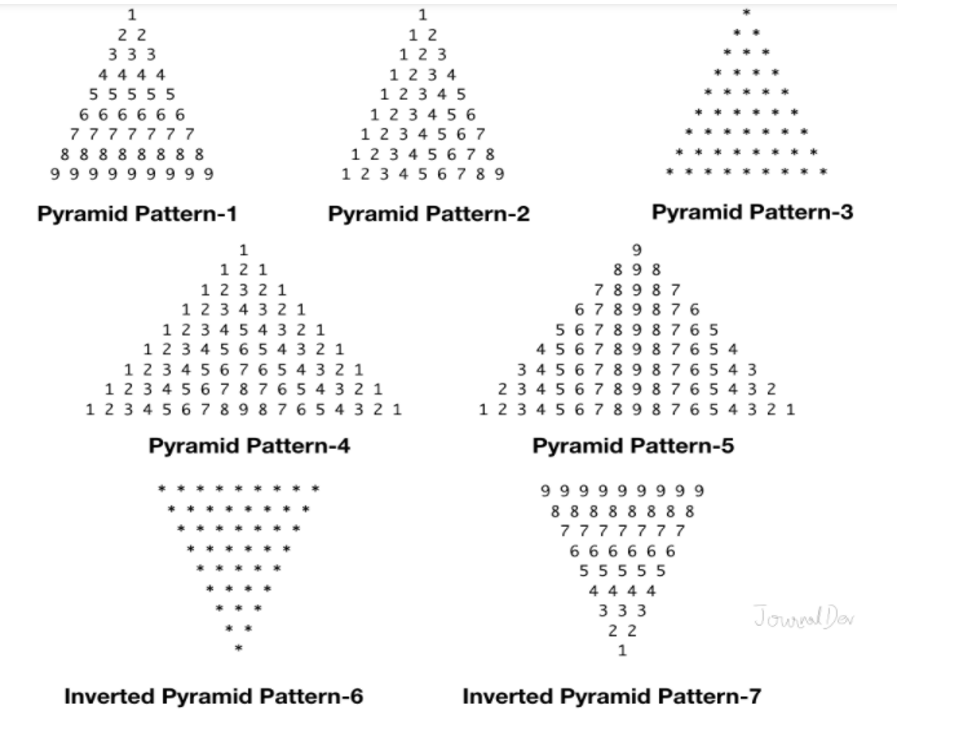 1
2 2
3 3 3
4 4 4 4
5 5 5 5 5
6 6 6 6 6 6
7 7 7 7 7 7 7
8 8 8 8 8 8 8 8
9 9 9 9 9 9 9 9 9
Pyramid Pattern-1
1
1 2
1 2 3
1 2 3 4
1 2 3 4 5
1 2 3 4 5 6
1 2 3 4 5 6 7
1 2 3 4 5 6 7 8
1 2 3 4 5 6 7 8 9
Pyramid Pattern-2
*
* *
* * *
* * * *
* * * * *
* * * * * *
* * * * * * *
* * * * * * * *
* * * * * * * * *
Pyramid Pattern-3
1
1 2 1
1 2 3 2 1
1 2 3 4 3 2 1
1 2 3 4 5 4 3 2 1
1 2 3 4 5 6 5 4 3 2 1
1 2 3 4 5 6 7 6 5 4 3 2 1
1 2 3 4 5 6 7 8 7 6 5 4 3 2 1
1 2 3 4 5 6 7 8 9 8 7 6 5 4 3 2 1
Pyramid Pattern-4
9
8 9 8
7 8 9 8 7
6 7 8 9 8 7 6
5 6 7 8 9 8 7 6 5
4 5 6 7 8 9 8 7 6 5 4
3 4 5 6 7 8 9 8 7 6 5 4 3
2 3 4 5 6 7 8 9 8 7 6 5 4 3 2
1 2 3 4 5 6 7 8 9 8 7 6 5 4 3 2 1
Pyramid Pattern-5
* * * * * * * * *
* * * * * * * *
* * * * * * *
* * * * * *
* * * * *
* * * *
* * *
* *
*
Inverted Pyramid Pattern-6
9 9 9 9 9 9 9 9 9
8 8 8 8 8 8 8 8
7 7 7 7 7 7 7
6 6 6 6 6 6
5 5 5 5 5
4 4 4 4
3 3 3
2 2
1
Inverted Pyramid Pattern-7
JournalDev